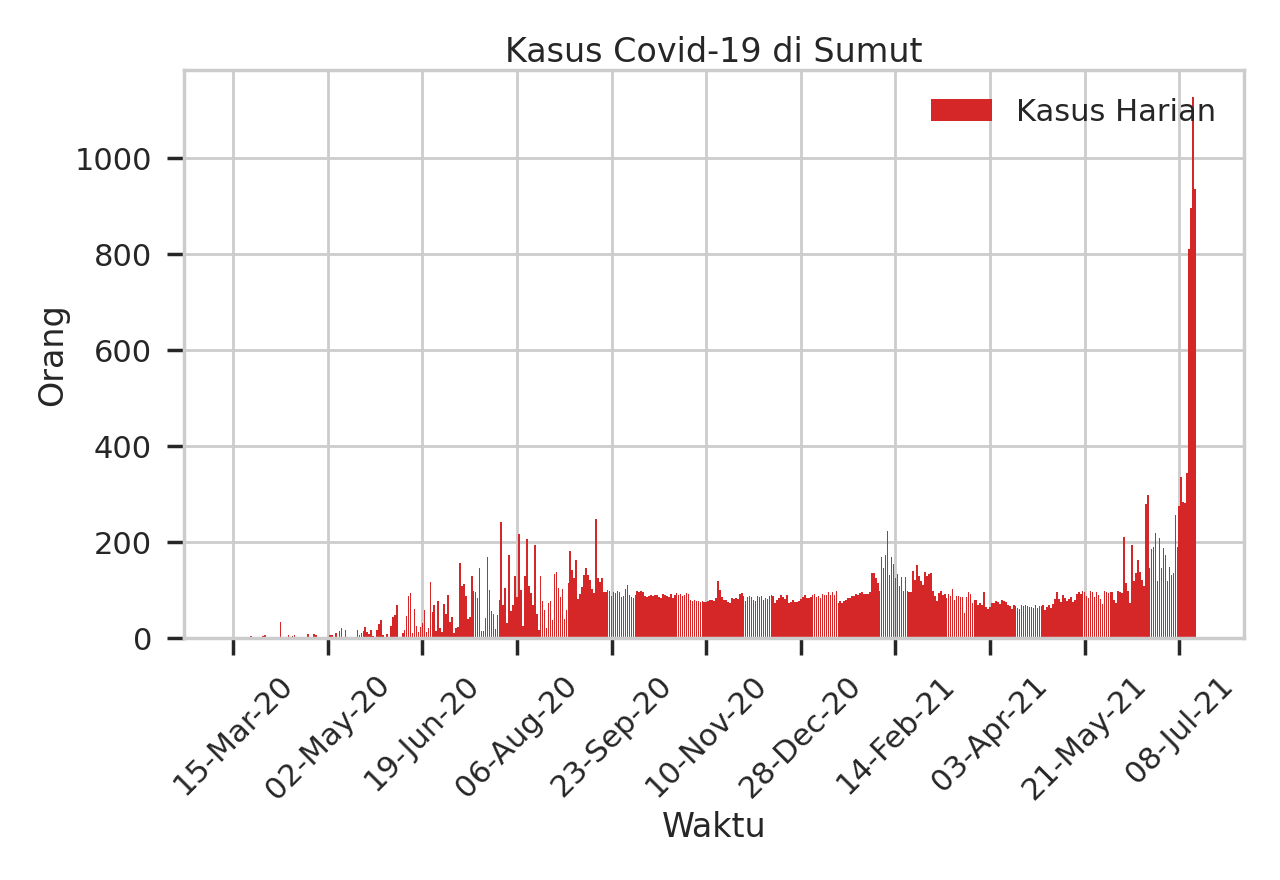 Kasus Covid-19 di Sumut
Kasus Harian
Orang
1000
800
600
400
200
0
15-Mar-20
02-May-20
19-Jun-20
06-Aug-20
23-Sep-20
10-Nov-20
28-Dec-20
14-Feb-21
03-Apr-21
21-May-21
08-Jul-21
Waktu